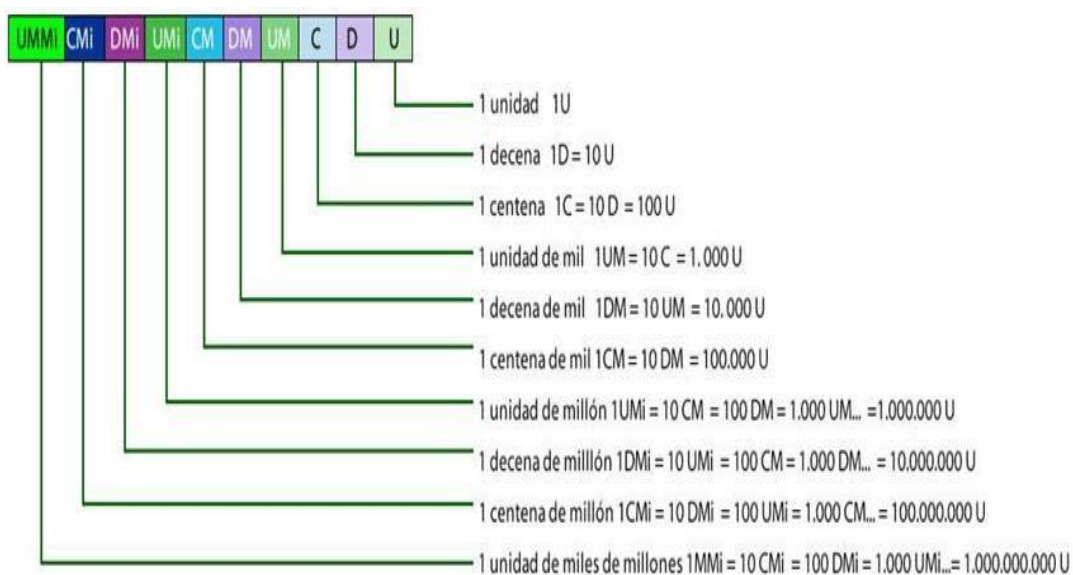 UMMi CMi DMi UMi CM DM UM C D U
1 unidad 1U
1 decena 1D = 10 U
1 centena 1C = 10 D = 100 U
1 unidad de mil 1UM = 10 C = 1.000 U
1 decena de mil 1DM = 10 UM = 10.000 U
1 centena de mil 1CM = 10 DM = 100.000 U
1 unidad de millón 1UMi = 10 CM = 100 DM = 1.000 UM... =1.000.000 U
1 decena de milllón 1DMi = 10 UMi = 100 CM = 1.000 DM... = 10.000.000 U
1 centena de millón 1CMi = 10 DMi = 100 UMi = 1.000 CM... = 100.000.000 U
1 unidad de miles de millones 1MMi = 10 CMi = 100 DMi = 1.000 UMi...= 1.000.000.000 U